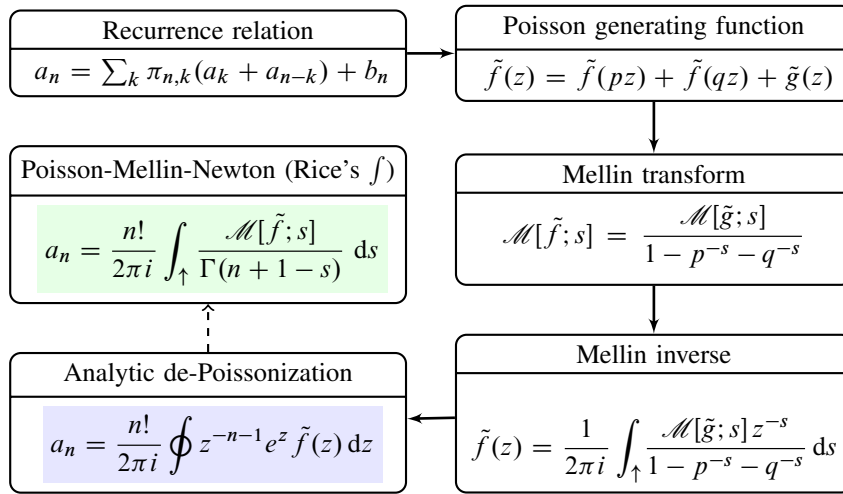 Recurrence relation
a_n = ∑_k π_{n,k}(a_k + a_{n−k}) + b_n
Poisson generating function
f̃(z) = f̃(pz) + f̃(qz) + g̃(z)
Mellin transform
ℳ[f̃; s] = ℳ[g̃; s] / (1 − p^{−s} − q^{−s})
Mellin inverse
f̃(z) = 1/(2πi) ∫_↑ ℳ[g̃; s] z^{−s} / (1 − p^{−s} − q^{−s}) ds
Analytic de-Poissonization
a_n = n!/(2πi) ∮ z^{−n−1} e^z f̃(z) dz
Poisson-Mellin-Newton (Rice's ∫)
a_n = n!/(2πi) ∫_↑ ℳ[f̃; s] / Γ(n + 1 − s) ds